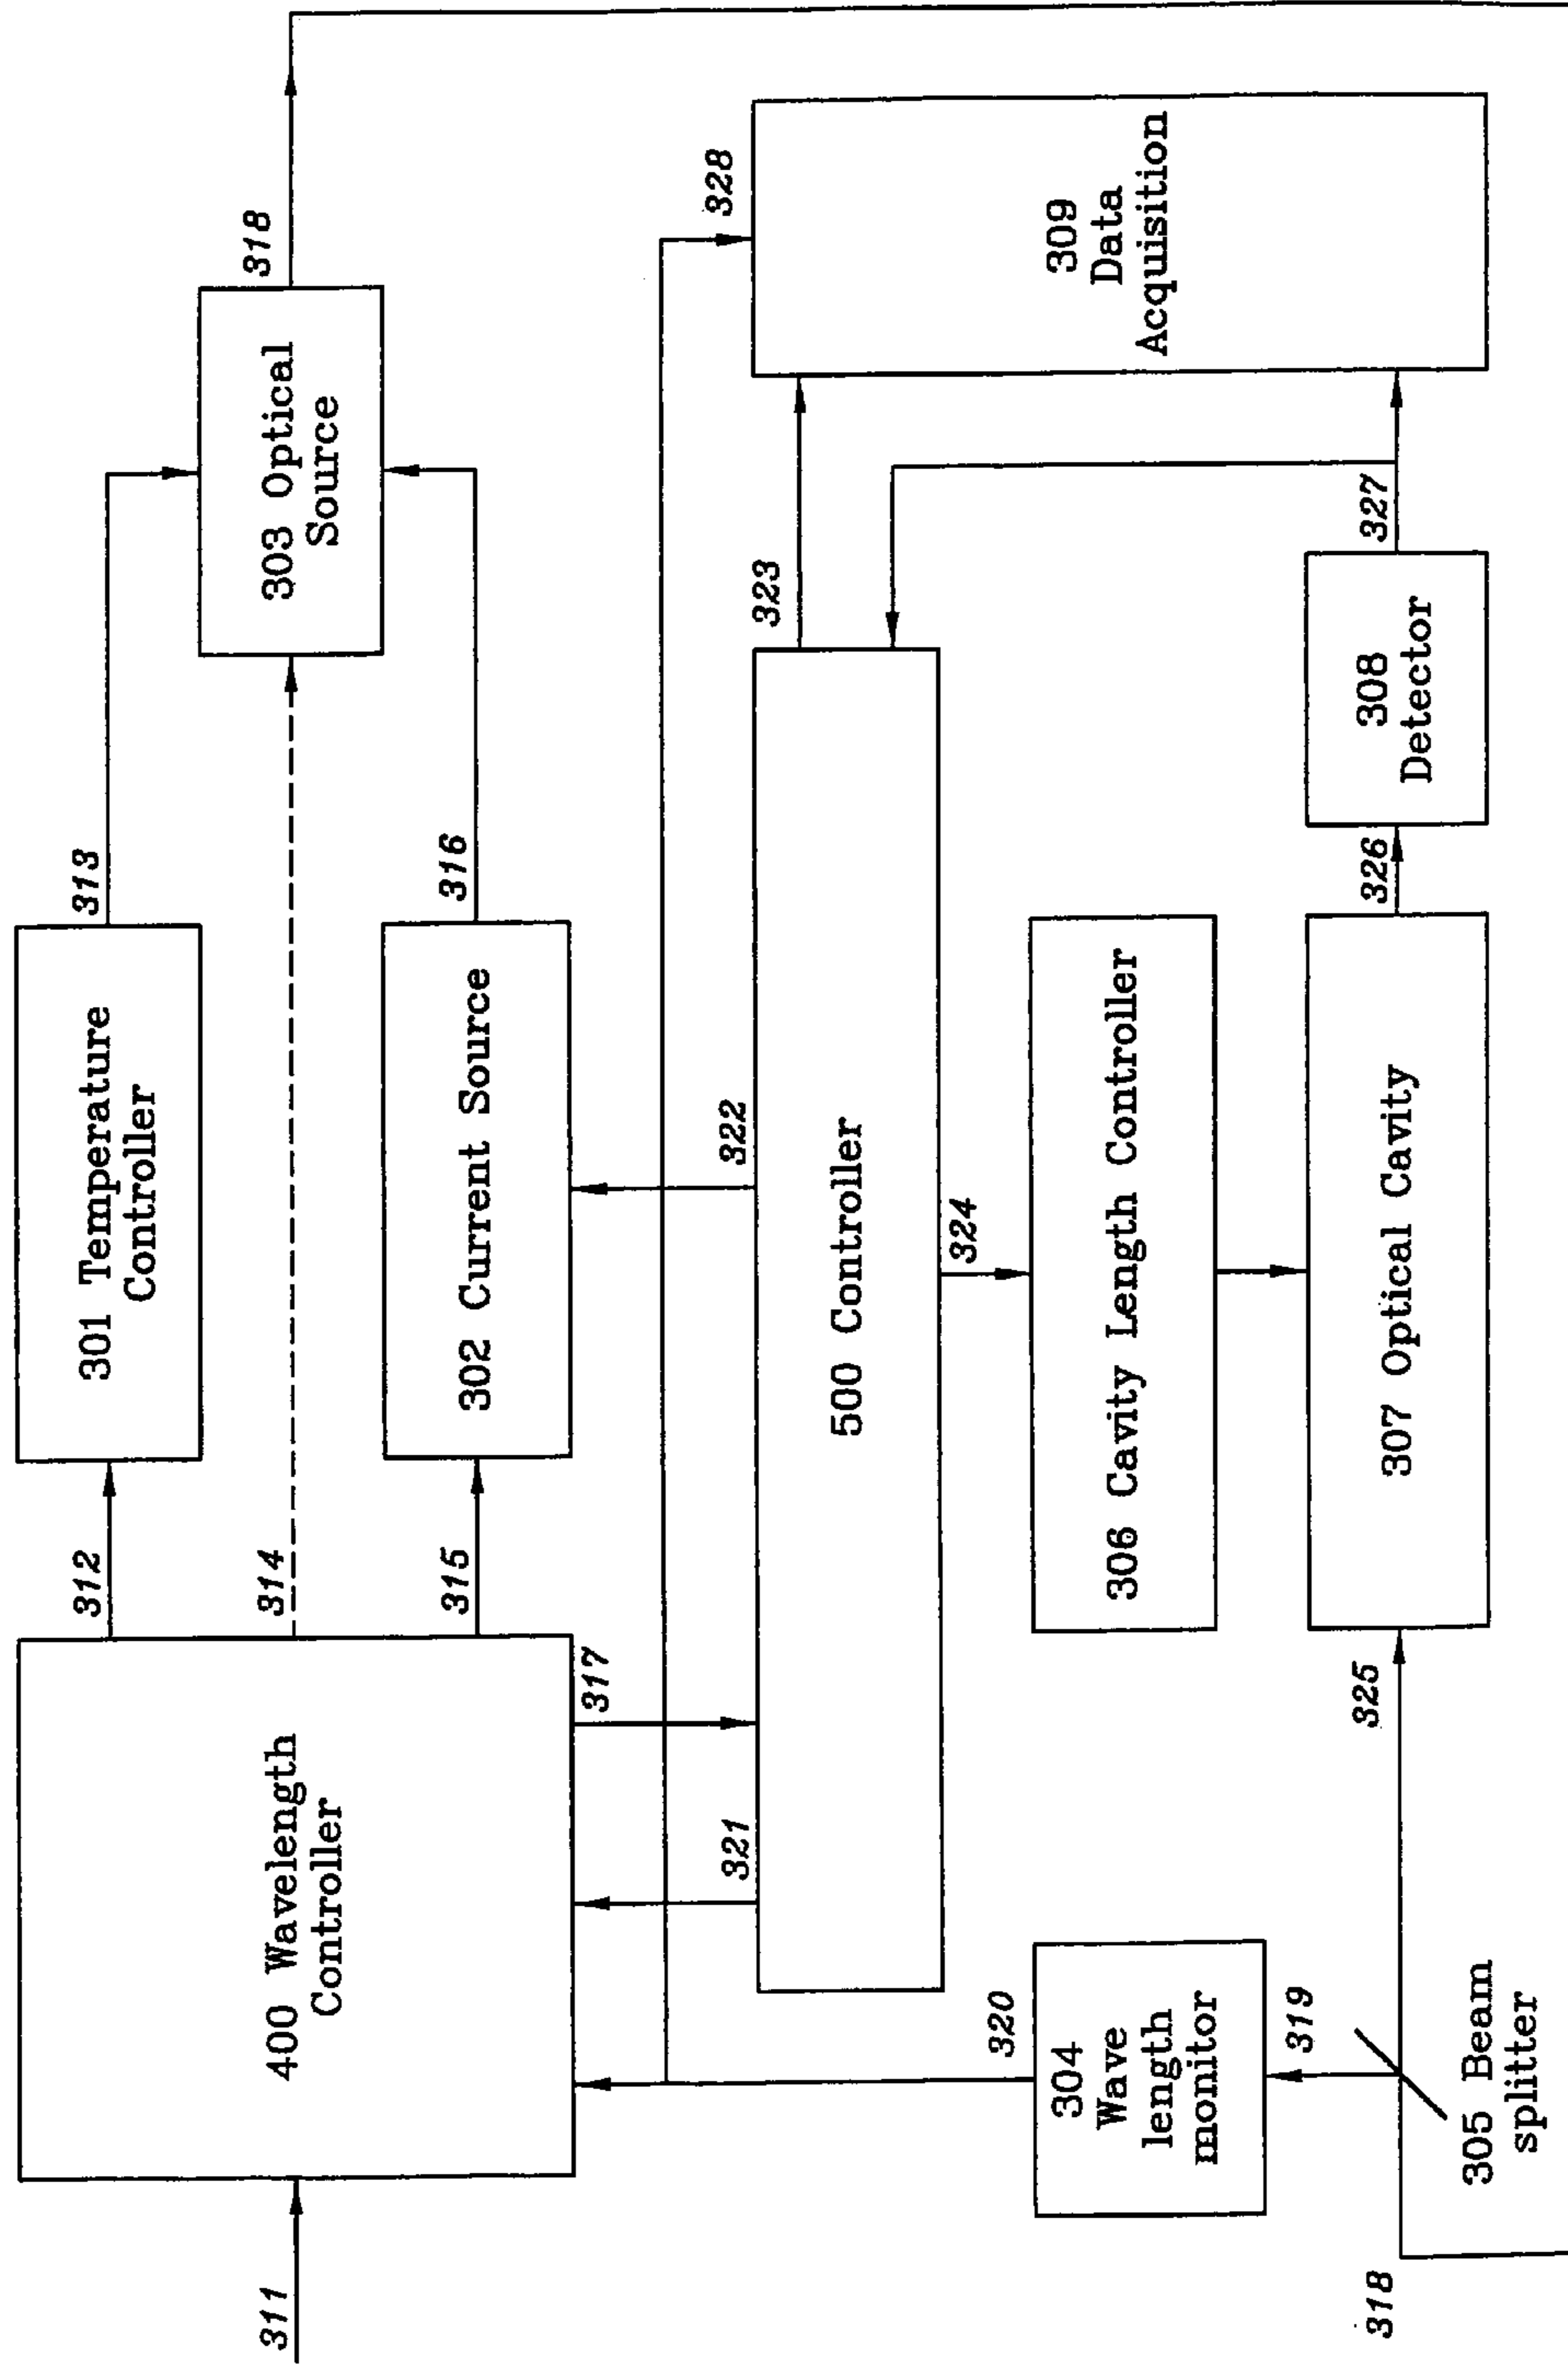 311
400 Wavelength
Controller
312
314
315
301 Temperature
Controller
313
303 Optical
Source
318
302 Current Source
316
317
321
322
328
320
500 Controller
323
309
Data
Acquisition
304
Wave
length
monitor
324
306 Cavity Length Controller
319
318
305 Beam
splitter
325
307 Optical Cavity
326
308
Detector
327